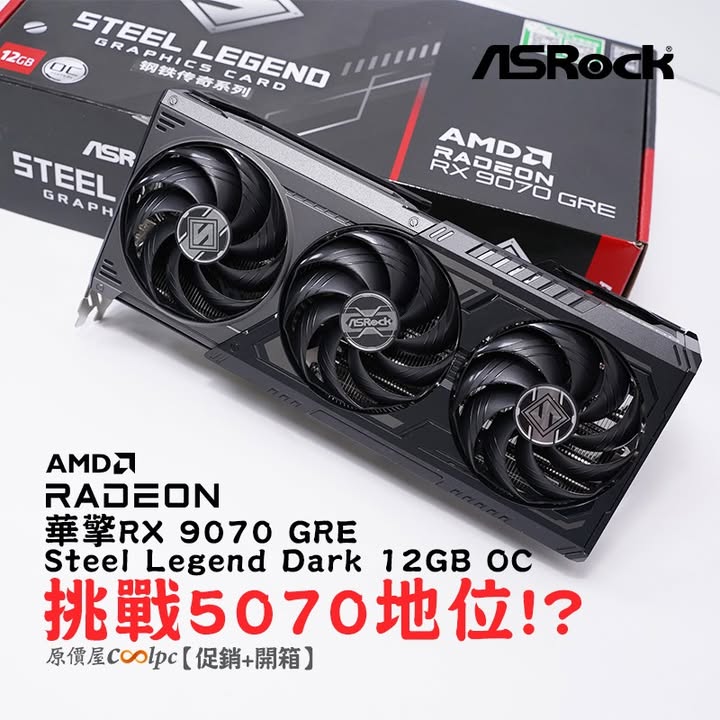 STEEL LEGEND
GRAPHICS CARD
钢铁传奇系列
12GB
OC
ASRock
AMD
RADEON
RX 9070 GRE
ASRock
AMD
RADEON
華擎RX 9070 GRE
Steel Legend Dark 12GB OC
挑戰5070地位!?
原價屋Coolpc【促銷+開箱】